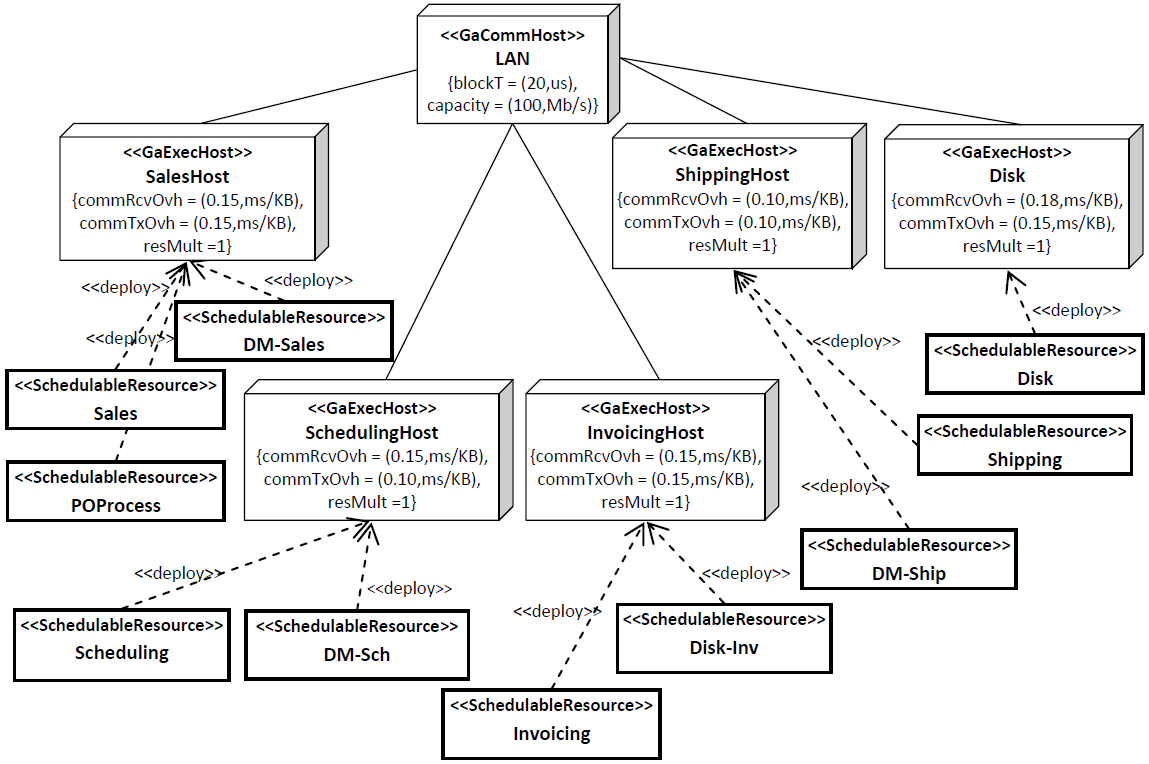 <<GaCommHost>>
LAN
{blockT = (20,us),
capacity = (100,Mb/s)}
<<GaExecHost>>
SalesHost
{commRcvOvh = (0.15,ms/KB),
commTxOvh = (0.15,ms/KB),
resMult =1}
<<GaExecHost>>
ShippingHost
{commRcvOvh = (0.10,ms/KB),
commTxOvh = (0.10,ms/KB),
resMult =1}
<<GaExecHost>>
Disk
{commRcvOvh = (0.18,ms/KB),
commTxOvh = (0.15,ms/KB),
resMult =1}
<<deploy>>
<<deploy>>
<<deploy>>
<<SchedulableResource>>
DM-Sales
<<SchedulableResource>>
Sales
<<SchedulableResource>>
POProcess
<<deploy>>
<<deploy>>
<<SchedulableResource>>
Disk
<<SchedulableResource>>
Shipping
<<deploy>>
<<SchedulableResource>>
DM-Ship
<<GaExecHost>>
SchedulingHost
{commRcvOvh = (0.15,ms/KB),
commTxOvh = (0.10,ms/KB),
resMult =1}
<<GaExecHost>>
InvoicingHost
{commRcvOvh = (0.15,ms/KB),
commTxOvh = (0.15,ms/KB),
resMult =1}
<<deploy>>
<<deploy>>
<<deploy>>
<<deploy>>
<<SchedulableResource>>
Scheduling
<<SchedulableResource>>
DM-Sch
<<SchedulableResource>>
Disk-Inv
<<SchedulableResource>>
Invoicing